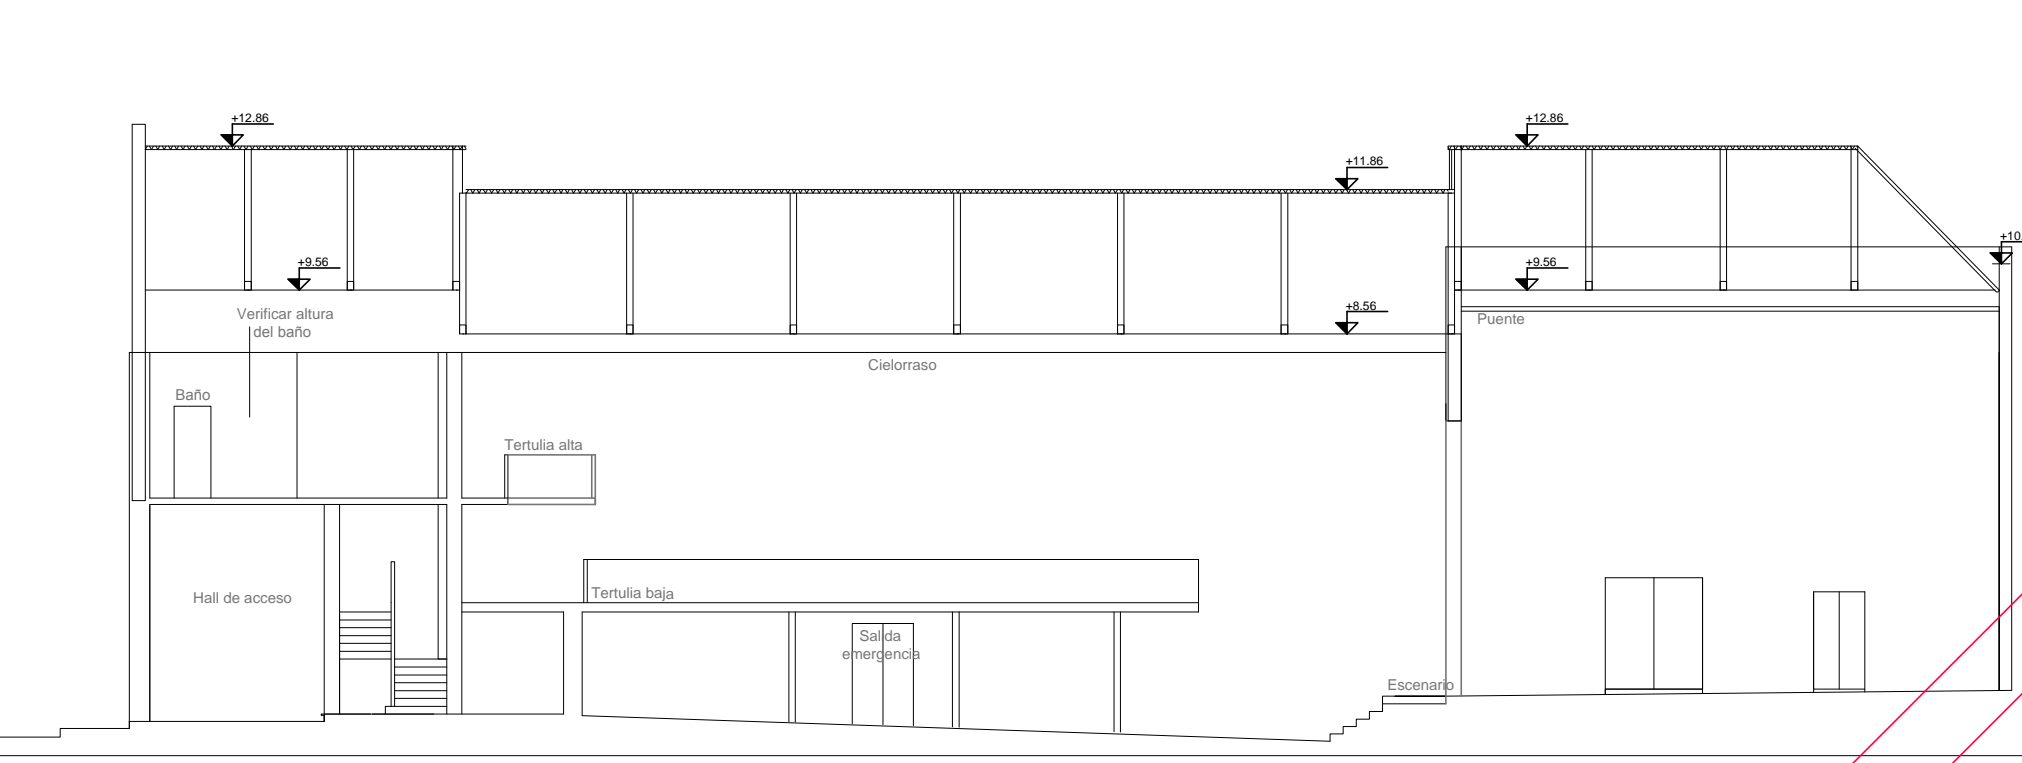 +12.86
+12.86
+11.86
+10.
+9.56
+9.56
+8.56
Verificar altura
del baño
Puente
Cielorraso
Baño
Tertulia alta
Hall de acceso
Tertulia baja
Salida
emergencia
Escenario